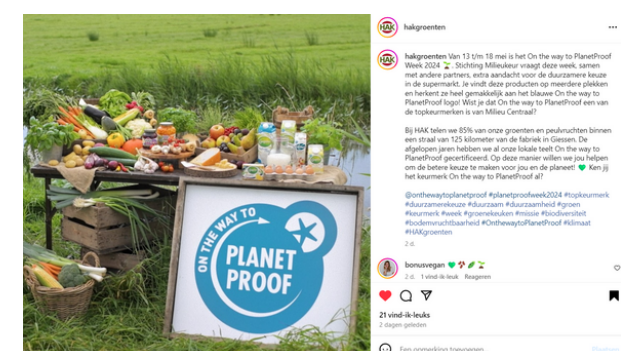 hakgroenten
hakgroenten Van 13 t/m 18 mei is het On the way to PlanetProof
Week 2024 🌱. Stichting Milieukeur vraagt deze week, samen
met andere partners, extra aandacht voor de duurzamere keuze
in de supermarkt. Je vindt deze producten op meerdere plekken
en herkent ze heel gemakkelijk aan het blauwe On the way to
PlanetProof logo! Wist je dat On the way to PlanetProof een van
de topkeurmerken is van Milieu Centraal?
Bij HAK telen we 85% van onze groenten en peulvruchten binnen
een straal van 125 kilometer van de fabriek in Giessen. De
afgelopen jaren hebben we al onze lokale teelt On the way to
PlanetProof gecertificeerd. Op deze manier willen we jou helpen
om de betere keuze te maken voor jou en de planeet! 💚 Ken jij
het keurmerk On the way to PlanetProof al?
@onthewaytoplanetproof #planetproofweek2024 #topkeurmerk
#duurzamerekeuze #duurzaam #duurzaamheid #groen
#keurmerk #week #groenekeuken #missie #biodiversiteit
#bodemvruchtbaarheid #OnthewaytoPlanetProof #klimaat
#HAKgroenten
2 d.
bonusvegan 💚
2 d. 1 vind-ik-leuk Reageren
21 vind-ik-leuks
2 dagen geleden
Een opmerking toevoegen
HAK
HAK
ON THE WAY TO
PLANET
PROOF